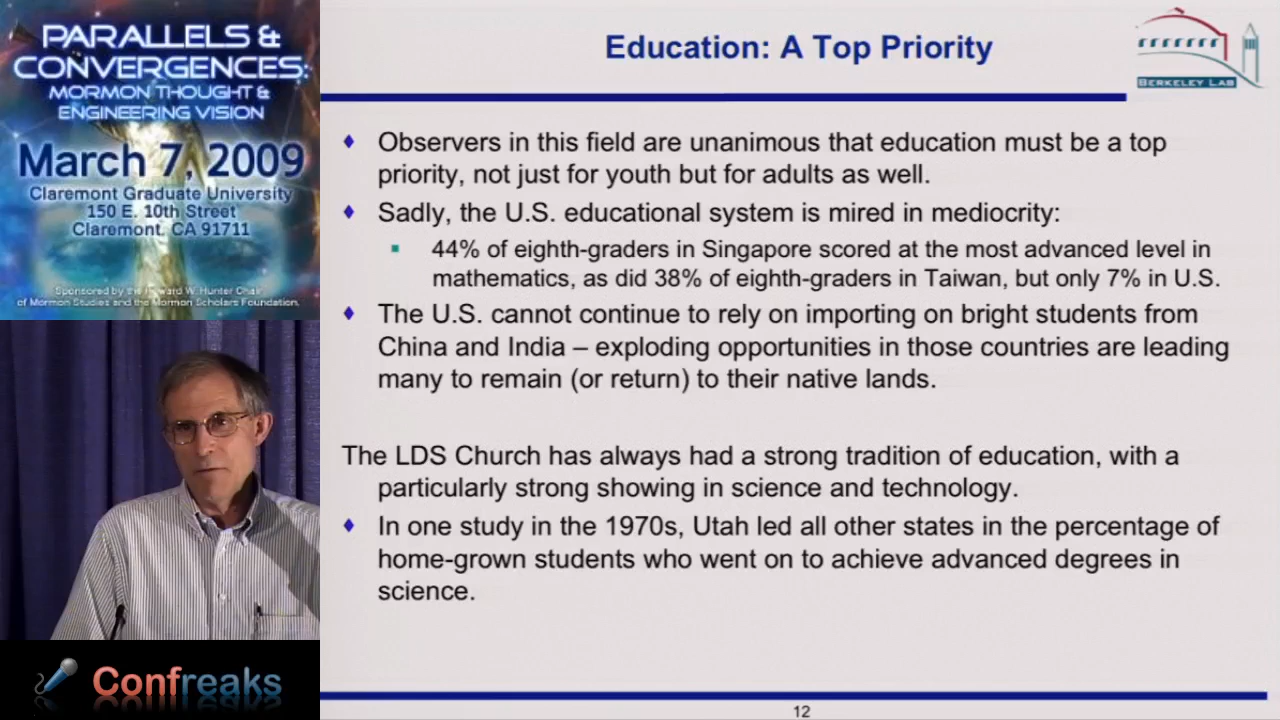 PARALLELS &
CONVERGENCES:
MORMON THOUGHT &
ENGINEERING VISION
March 7, 2009
Claremont Graduate University
150 E. 10th Street
Claremont, CA 91711
Sponsored by the Howard W. Hunter Chair
of Mormon Studies and the Mormon Scholars Foundation.
Confreaks
Education: A Top Priority
BERKELEY LAB
Observers in this field are unanimous that education must be a top
priority, not just for youth but for adults as well.
Sadly, the U.S. educational system is mired in mediocrity:
44% of eighth-graders in Singapore scored at the most advanced level in
mathematics, as did 38% of eighth-graders in Taiwan, but only 7% in U.S.
The U.S. cannot continue to rely on importing on bright students from
China and India – exploding opportunities in those countries are leading
many to remain (or return) to their native lands.
The LDS Church has always had a strong tradition of education, with a
particularly strong showing in science and technology.
In one study in the 1970s, Utah led all other states in the percentage of
home-grown students who went on to achieve advanced degrees in
science.
12